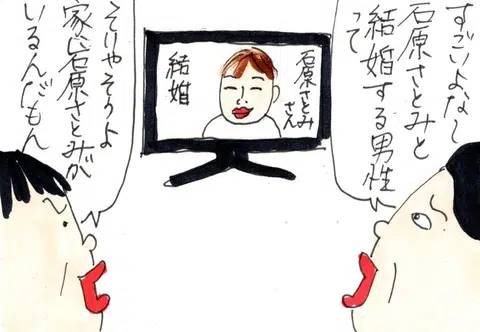 すごいよなー
石原さとみと
結婚する男性
って
石原さとみ
さん
結婚
そりゃそうよ
家に石原さとみが
いるんだもん